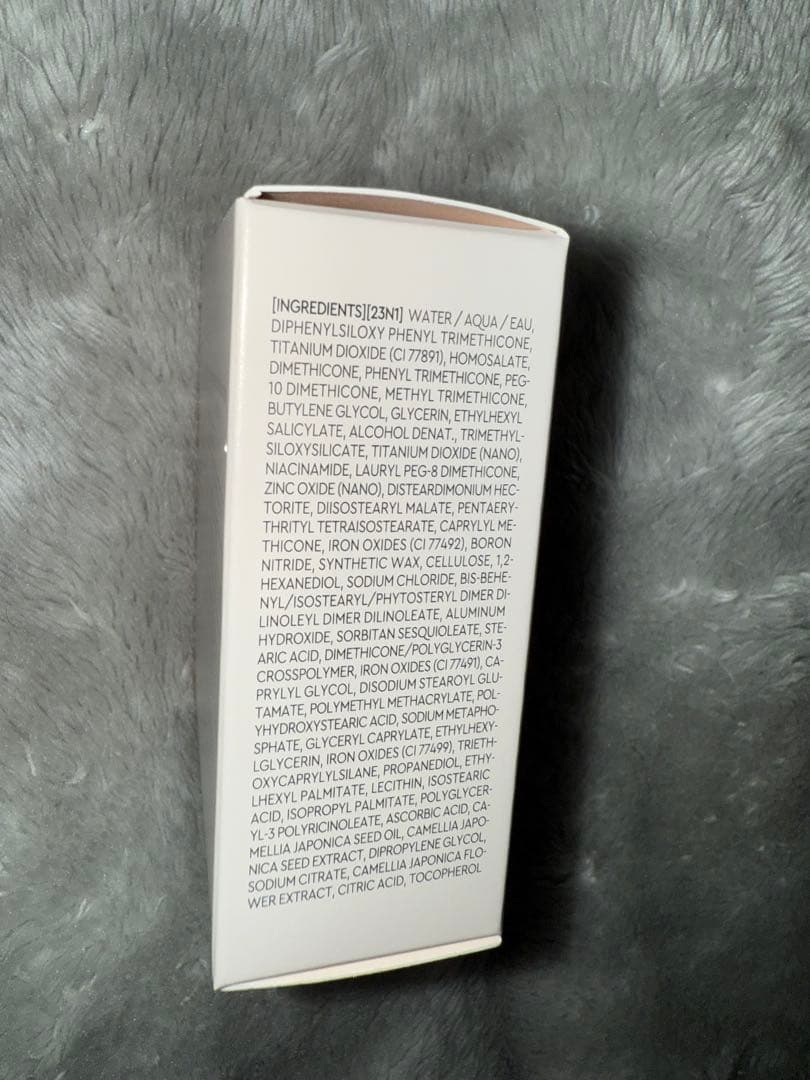 [INGREDIENTS][23N1] WATER / AQUA / EAU,
DIPHENYLSILOXY PHENYL TRIMETHICONE,
TITANIUM DIOXIDE (CI 77891), HOMOSALATE,
DIMETHICONE, PHENYL TRIMETHICONE, PEG-
10 DIMETHICONE, METHYL TRIMETHICONE,
BUTYLENE GLYCOL, GLYCERIN, ETHYLHEXYL
SALICYLATE, ALCOHOL DENAT., TRIMETHYL-
SILOXYSILICATE, TITANIUM DIOXIDE (NANO),
NIACINAMIDE, LAURYL PEG-8 DIMETHICONE,
ZINC OXIDE (NANO), DISTEARDIMONIUM HEC-
TORITE, DIISOSTEARYL MALATE, PENTAERY-
THRITYL TETRAISOSTEARATE, CAPRYLYL ME-
THICONE, IRON OXIDES (CI 77492), BORON
NITRIDE, SYNTHETIC WAX, CELLULOSE, 1,2-
HEXANEDIOL, SODIUM CHLORIDE, BIS-BEHE-
NYL/ISOSTEARYL/PHYTOSTERYL DIMER DI-
LINOLEYL DIMER DILINOLEATE, ALUMINUM
HYDROXIDE, SORBITAN SESQUIOLEATE, STE-
ARIC ACID, DIMETHICONE/POLYGLYCERIN-3
CROSSPOLYMER, IRON OXIDES (CI 77491), CA-
PRYLYL GLYCOL, DISODIUM STEAROYL GLU-
TAMATE, POLYMETHYL METHACRYLATE, POL-
YHYDROXYSTEARIC ACID, SODIUM METAPHO-
SPHATE, GLYCERYL CAPRYLATE, ETHYLHEXY-
LGLYCERIN, IRON OXIDES (CI 77499), TRIETH-
OXYCAPRYLYLSILANE, PROPANEDIOL, ETHY-
LHEXYL PALMITATE, LECITHIN, ISOSTEARIC
ACID, ISOPROPYL PALMITATE, POLYGLYCER-
YL-3 POLYRICINOLEATE, ASCORBIC ACID, CA-
MELLIA JAPONICA SEED OIL, CAMELLIA JAPO-
NICA SEED EXTRACT, DIPROPYLENE GLYCOL,
SODIUM CITRATE, CAMELLIA JAPONICA FLO-
WER EXTRACT, CITRIC ACID, TOCOPHEROL